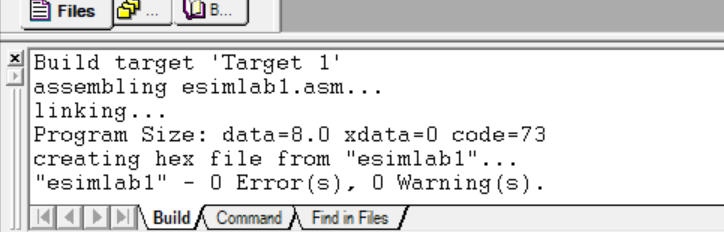 Files ... B...
Build target 'Target 1'
assembling esimlab1.asm...
linking...
Program Size: data=8.0 xdata=0 code=73
creating hex file from "esimlab1"...
"esimlab1" - 0 Error(s), 0 Warning(s).
Build Command Find in Files